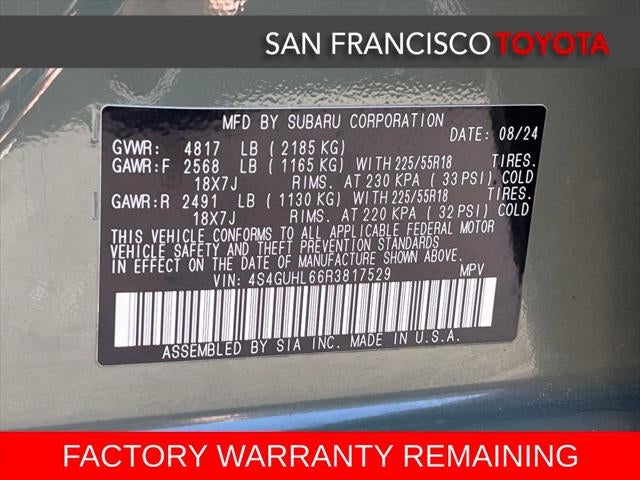 SAN FRANCISCO TOYOTA
MFD BY SUBARU CORPORATION
DATE: 08/24
GVWR: 4817 LB ( 2185 KG)
GAWR:F 2568 LB ( 1165 KG) WITH 225/55R18 TIRES.
18X7J RIMS. AT 230 KPA ( 33 PSI) COLD
GAWR:R 2491 LB ( 1130 KG) WITH 225/55R18 TIRES.
18X7J RIMS. AT 220 KPA ( 32 PSI) COLD
THIS VEHICLE CONFORMS TO ALL APPLICABLE FEDERAL MOTOR
VEHICLE SAFETY AND THEFT PREVENTION STANDARDS
IN EFFECT ON THE DATE OF MANUFACTURE SHOWN ABOVE.
VIN: 4S4GUHL66R3817529 MPV
ASSEMBLED BY SIA INC. MADE IN U.S.A.
FACTORY WARRANTY REMAINING